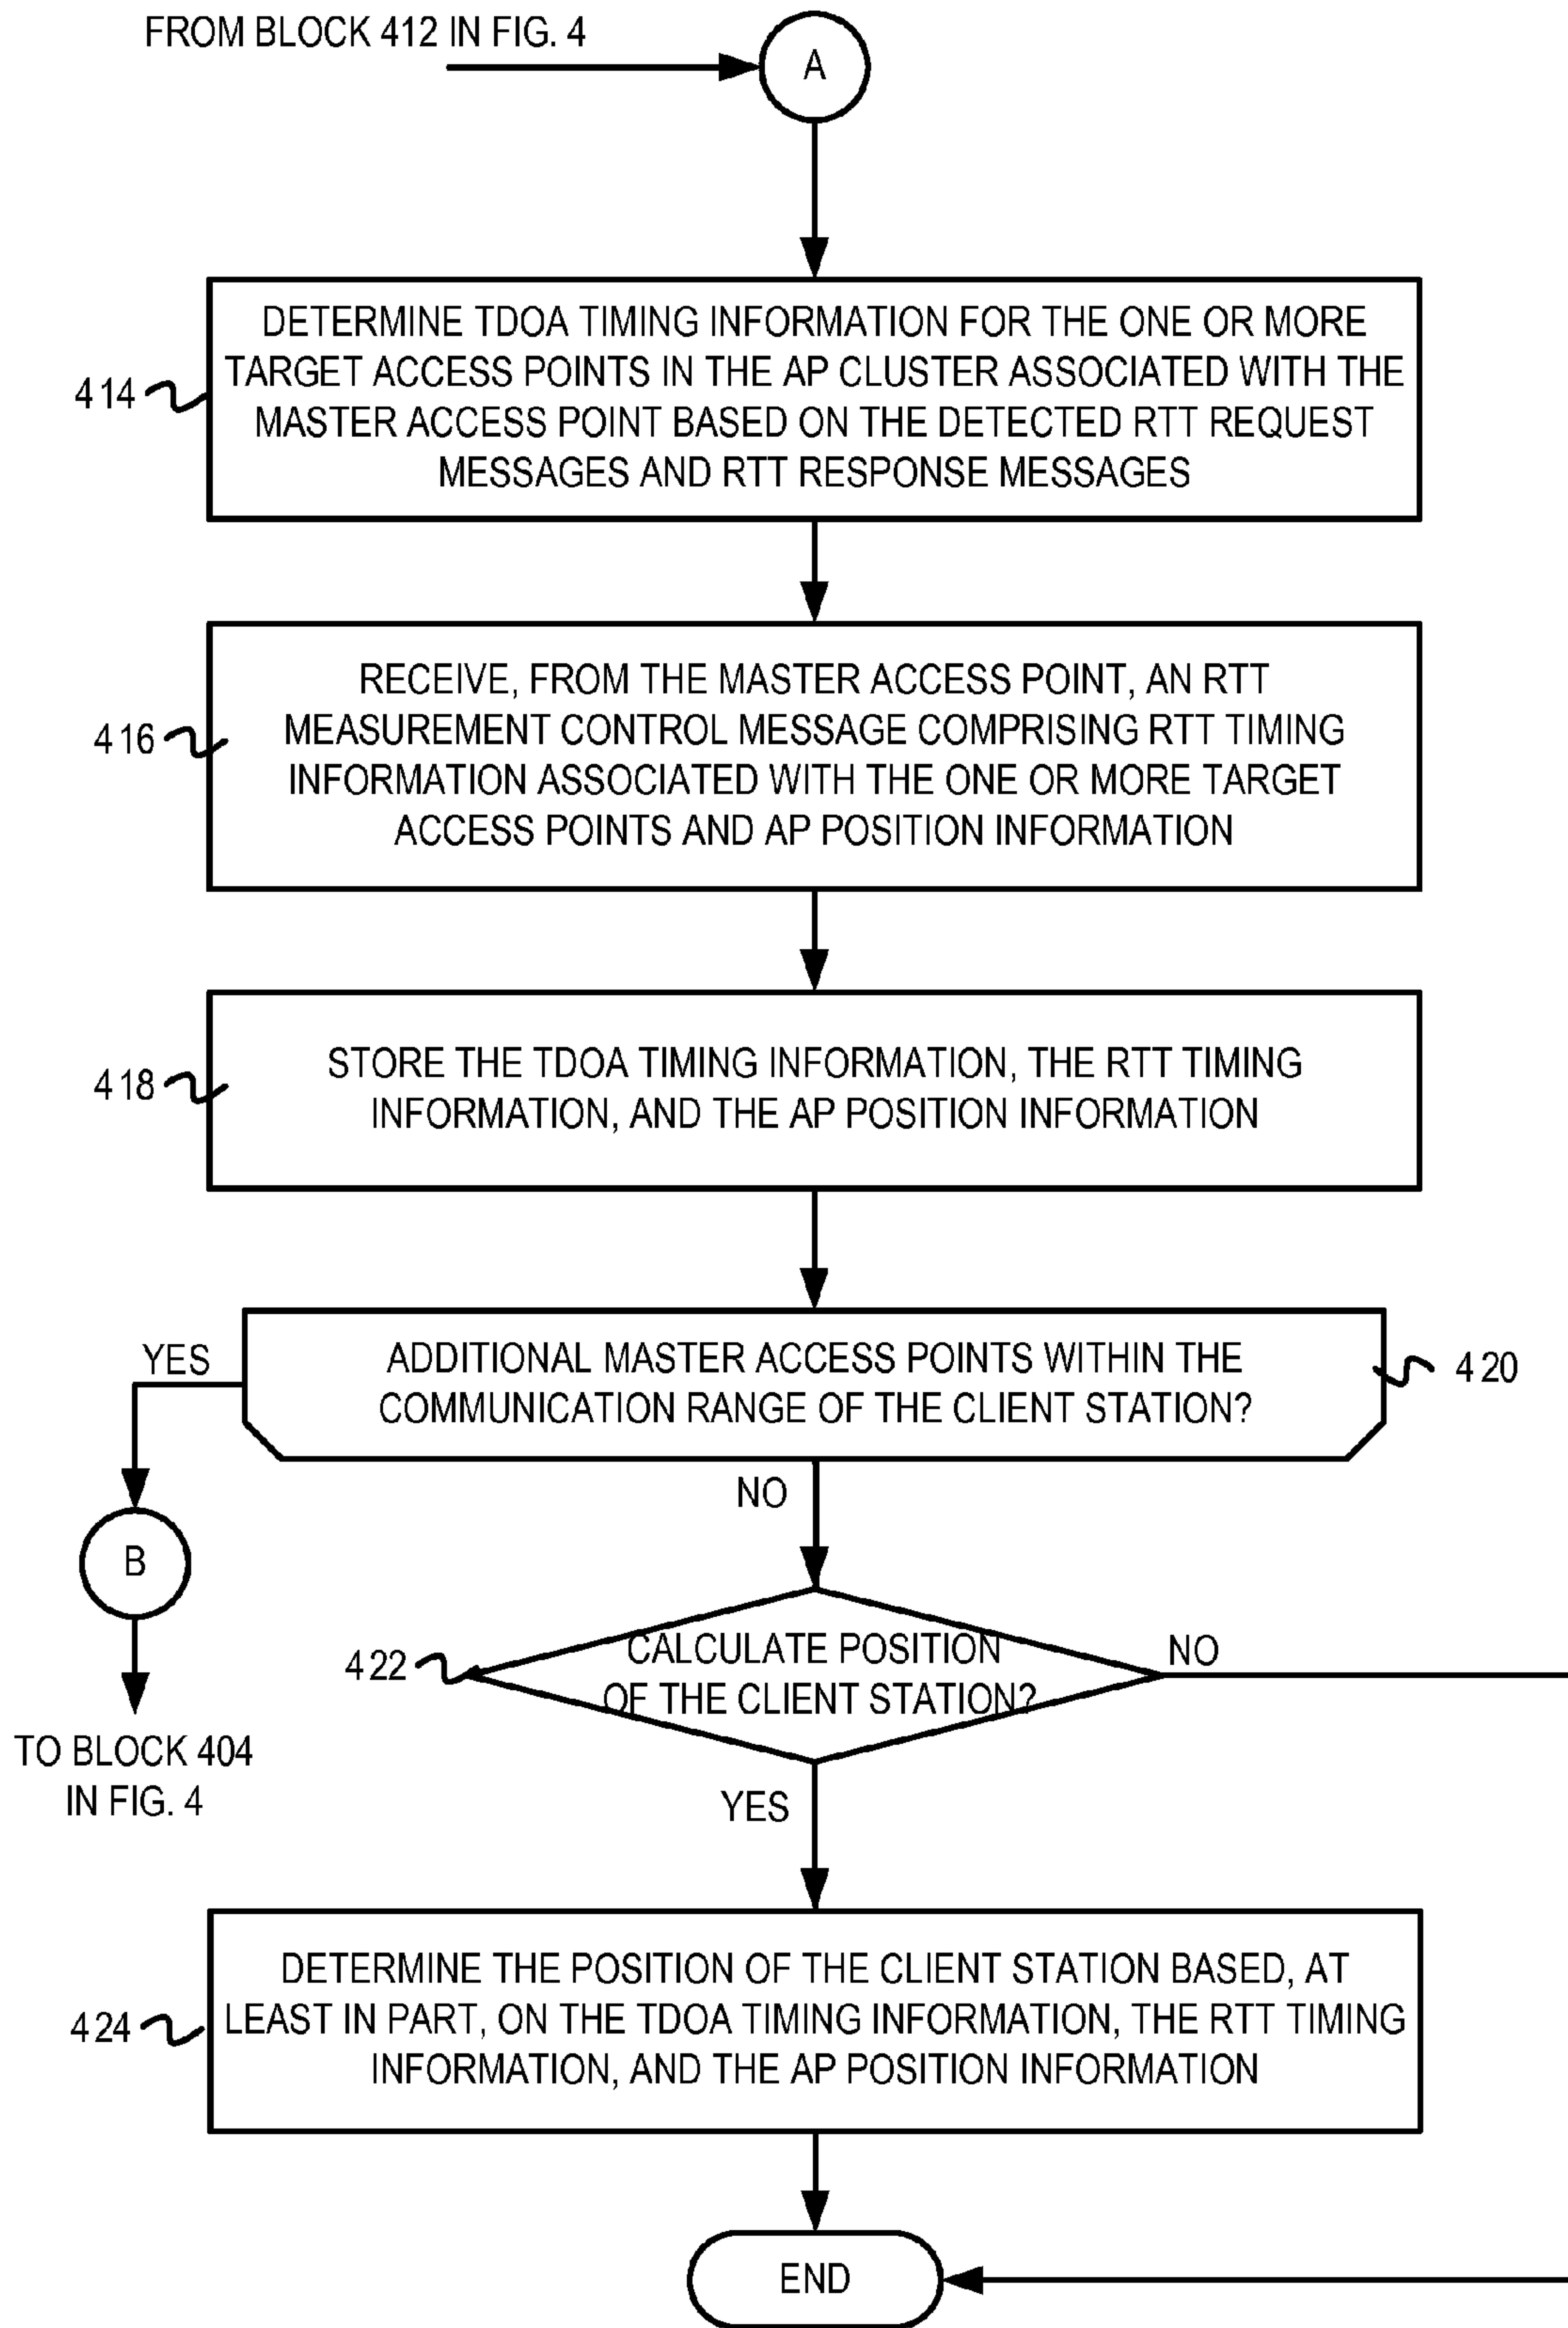 FROM BLOCK 412 IN FIG. 4
A
DETERMINE TDOA TIMING INFORMATION FOR THE ONE OR MORE
TARGET ACCESS POINTS IN THE AP CLUSTER ASSOCIATED WITH THE
MASTER ACCESS POINT BASED ON THE DETECTED RTT REQUEST
MESSAGES AND RTT RESPONSE MESSAGES
414
RECEIVE, FROM THE MASTER ACCESS POINT, AN RTT
MEASUREMENT CONTROL MESSAGE COMPRISING RTT TIMING
INFORMATION ASSOCIATED WITH THE ONE OR MORE TARGET
ACCESS POINTS AND AP POSITION INFORMATION
416
STORE THE TDOA TIMING INFORMATION, THE RTT TIMING
INFORMATION, AND THE AP POSITION INFORMATION
418
YES
ADDITIONAL MASTER ACCESS POINTS WITHIN THE
COMMUNICATION RANGE OF THE CLIENT STATION?
420
NO
B
TO BLOCK 404
IN FIG. 4
422
CALCULATE POSITION
OF THE CLIENT STATION?
NO
YES
DETERMINE THE POSITION OF THE CLIENT STATION BASED, AT
LEAST IN PART, ON THE TDOA TIMING INFORMATION, THE RTT TIMING
INFORMATION, AND THE AP POSITION INFORMATION
424
END